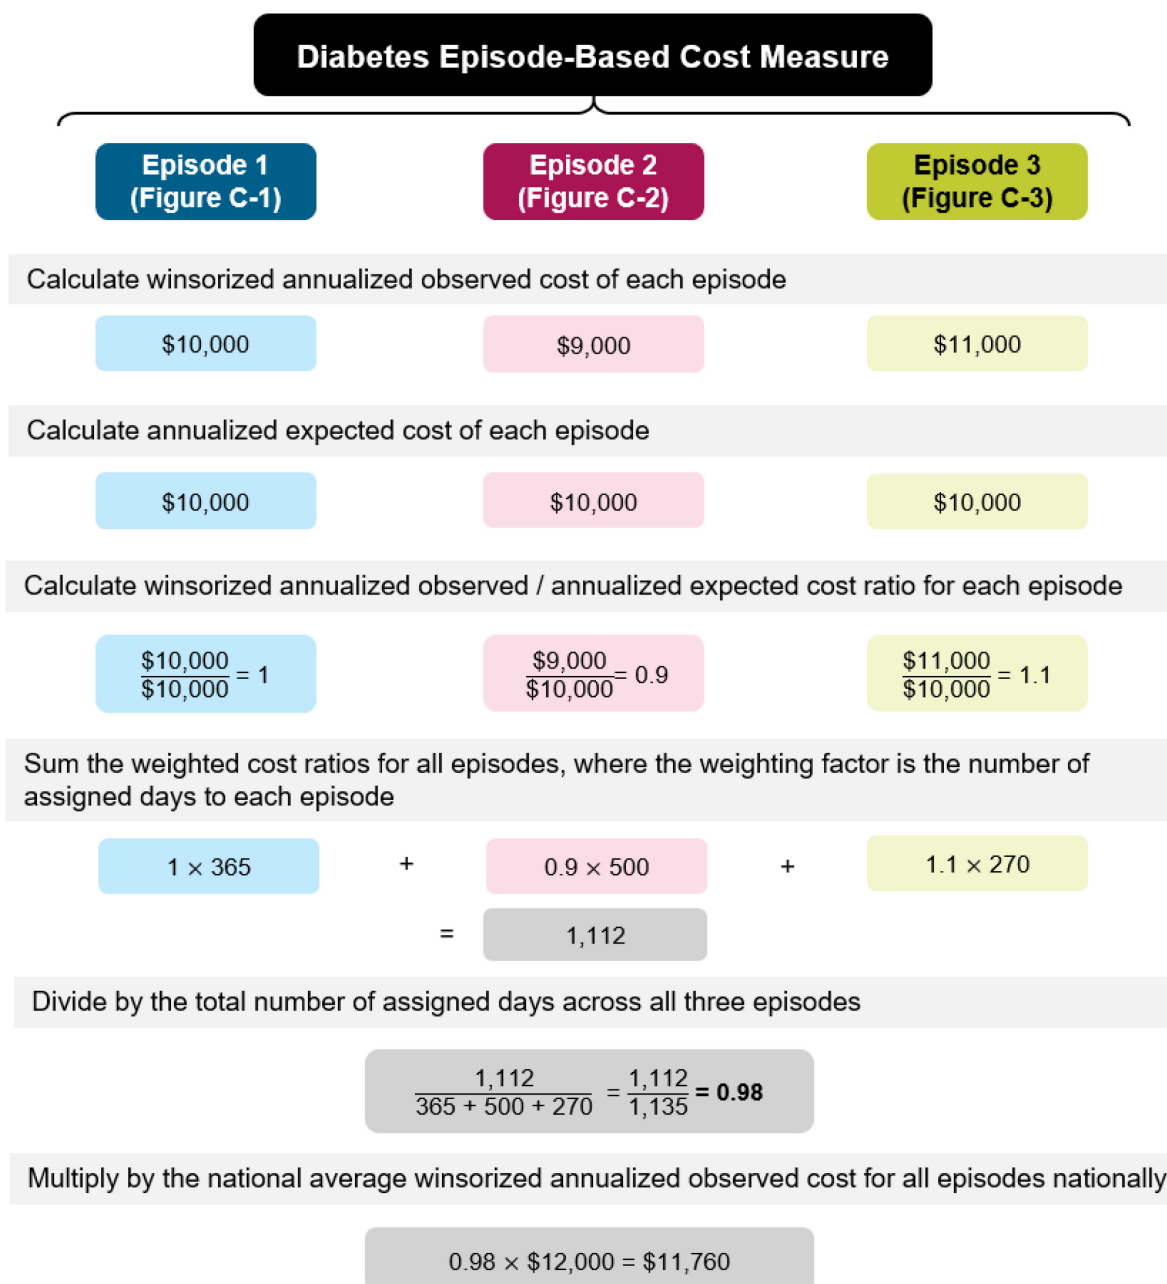 Diabetes Episode-Based Cost Measure
Episode 1
(Figure C-1)
Episode 2
(Figure C-2)
Episode 3
(Figure C-3)
Calculate winsorized annualized observed cost of each episode
$10,000
$9,000
$11,000
Calculate annualized expected cost of each episode
$10,000
$10,000
$10,000
Calculate winsorized annualized observed / annualized expected cost ratio for each episode
$10,000
$10,000
= 1
$9,000
$10,000
= 0.9
$11,000
$10,000
= 1.1
Sum the weighted cost ratios for all episodes, where the weighting factor is the number of
assigned days to each episode
1 × 365
+
0.9 × 500
+
1.1 × 270
=
1,112
Divide by the total number of assigned days across all three episodes
1,112
365 + 500 + 270
=
1,112
1,135
= 0.98
Multiply by the national average winsorized annualized observed cost for all episodes nationally
0.98 × $12,000 = $11,760